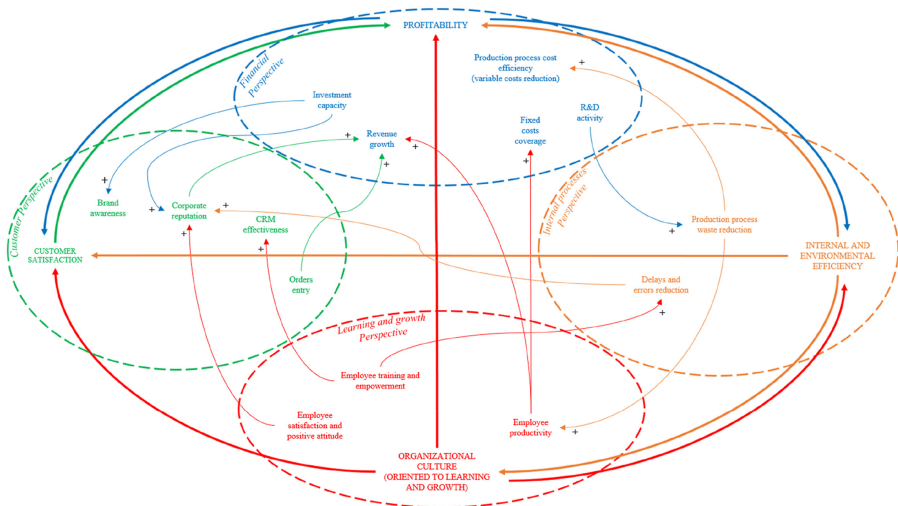 PROFITABILITY
Financial
Perspective
Production process cost
efficiency
(variable costs reduction)
+
Investment
capacity
R&D
activity
Revenue
growth
Fixed
costs
coverage
+
+
+
+
Customer Perspective
Internal processes
Perspective
+
Brand
awareness
+
Corporate
reputation
+
+
CRM
effectiveness
+
+
Production process
waste reduction
CUSTOMER
SATISFACTION
INTERNAL AND
ENVIRONMENTAL
EFFICIENCY
Orders
entry
Delays and
errors reduction
+
Learning and growth
Perspective
Employee training and
empowerment
Employee
satisfaction and
positive attitude
Employee
productivity
+
ORGANIZATIONAL
CULTURE
(ORIENTED TO LEARNING
AND GROWTH)